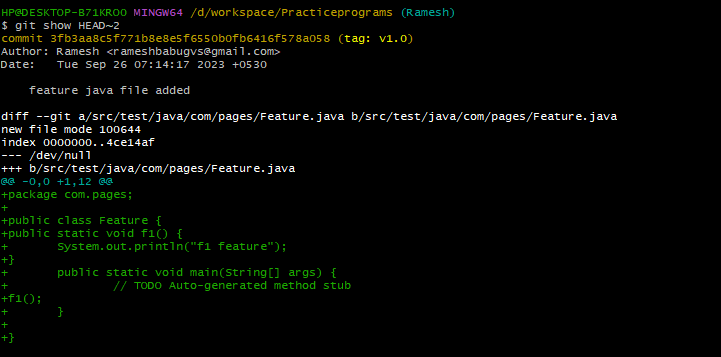 HP@DESKTOP-B71KROO MINGW64 /d/workspace/Practiceprograms (Ramesh)
$ git show HEAD~2
commit 3fb3aa8c5f771b8e8e5f6550b0fb6416f578a058 (tag: v1.0)
Author: Ramesh <rameshbabugvs@gmail.com>
Date:   Tue Sep 26 07:14:17 2023 +0530
    feature java file added
diff --git a/src/test/java/com/pages/Feature.java b/src/test/java/com/pages/Feature.java
new file mode 100644
index 0000000..4ce14af
--- /dev/null
+++ b/src/test/java/com/pages/Feature.java
@@ -0,0 +1,12 @@
+package com.pages;
+
+public class Feature {
+public static void f1() {
+       System.out.println("f1 feature");
+}
+       public static void main(String[] args) {
+               // TODO Auto-generated method stub
+f1();
+       }
+
+}